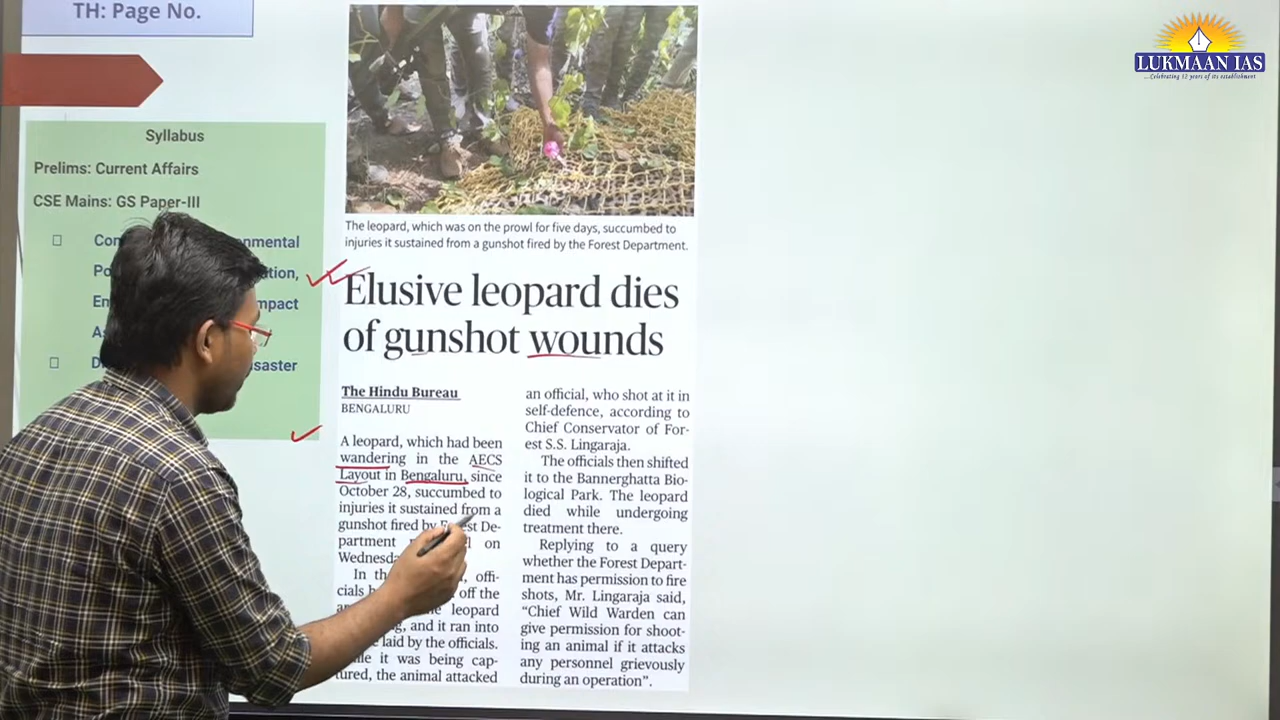 TH: Page No.
LUKMAAN IAS
...Celebrating 15 years of its establishment
Syllabus
Prelims: Current Affairs
CSE Mains: GS Paper-III
Con nmental
Po tion,
En mpact
As
D saster
The leopard, which was on the prowl for five days, succumbed to
injuries it sustained from a gunshot fired by the Forest Department.
Elusive leopard dies
of gunshot wounds
The Hindu Bureau
BENGALURU
A leopard, which had been
wandering in the AECS
Layout in Bengaluru, since
October 28, succumbed to
injuries it sustained from a
gunshot fired by Forest De-
partment on
Wednesda
In th , offi-
cials off the
leopard
, and it ran into
laid by the officials.
it was being cap-
tured, the animal attacked
an official, who shot at it in
self-defence, according to
Chief Conservator of For-
est S.S. Lingaraja.
The officials then shifted
it to the Bannerghatta Bio-
logical Park. The leopard
died while undergoing
treatment there.
Replying to a query
whether the Forest Depart-
ment has permission to fire
shots, Mr. Lingaraja said,
“Chief Wild Warden can
give permission for shoot-
ing an animal if it attacks
any personnel grievously
during an operation”.